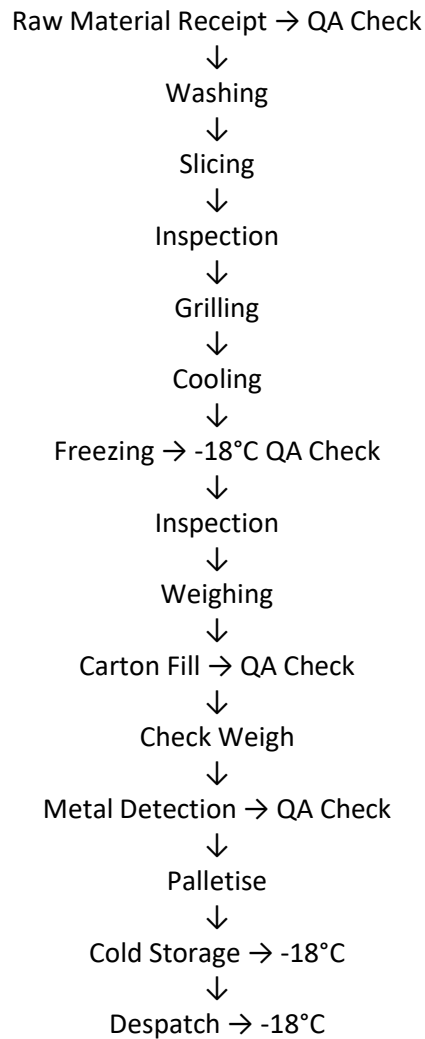 Raw Material Receipt → QA Check
↓
Washing
↓
Slicing
↓
Inspection
↓
Grilling
↓
Cooling
↓
Freezing → -18°C QA Check
↓
Inspection
↓
Weighing
↓
Carton Fill → QA Check
↓
Check Weigh
↓
Metal Detection → QA Check
↓
Palletise
↓
Cold Storage → -18°C
↓
Despatch → -18°C